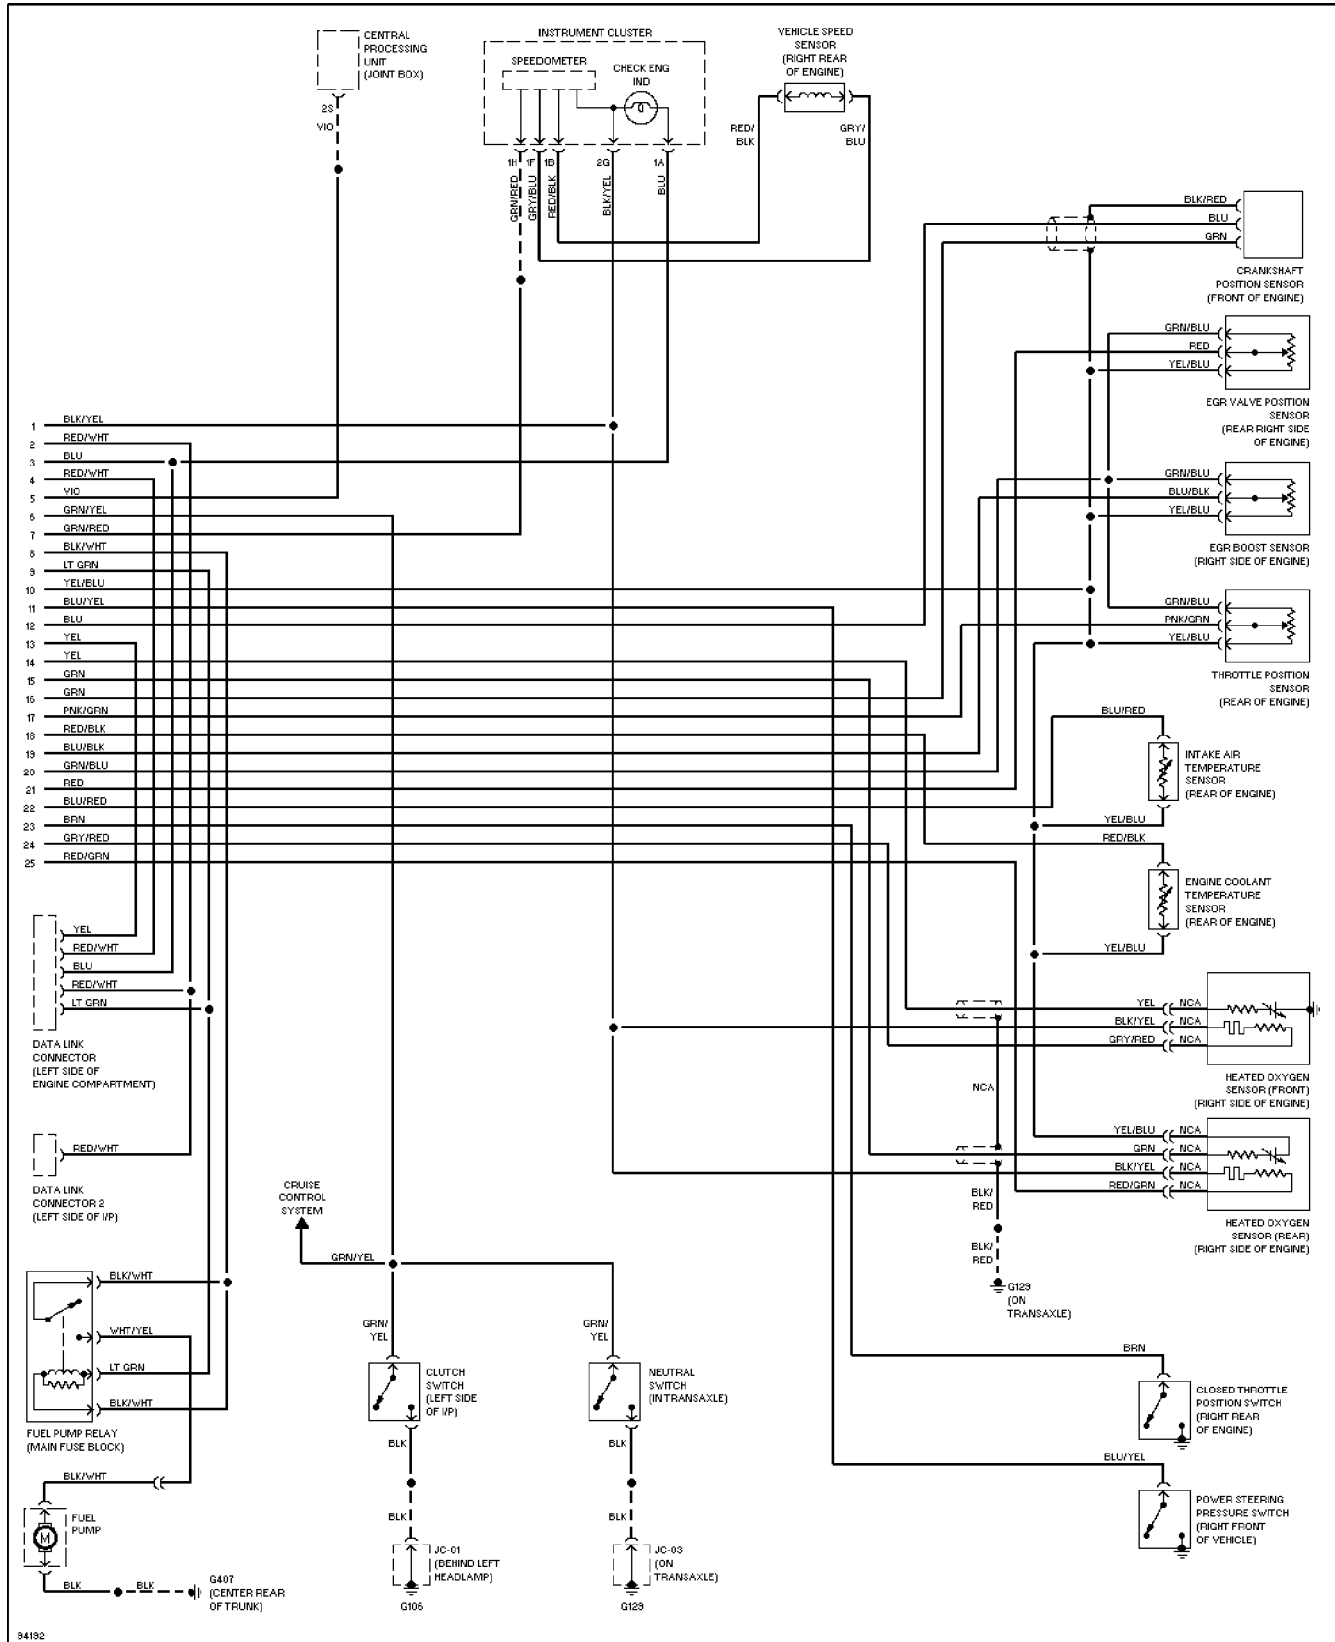 CENTRAL
PROCESSING
UNIT
(JOINT BOX)
2S
VIO
INSTRUMENT CLUSTER
SPEEDOMETER
CHECK ENG
IND
1H 1F 1B 2G 1A
GRN/RED
GRY/BLU
RED/BLK
BLK/YEL
BLU
VEHICLE SPEED
SENSOR
(RIGHT REAR
OF ENGINE)
RED/
BLK
GRY/
BLU
BLK/RED
BLU
GRN
CRANKSHAFT
POSITION SENSOR
(FRONT OF ENGINE)
GRN/BLU
RED
YEL/BLU
EGR VALVE POSITION
SENSOR
(REAR RIGHT SIDE
OF ENGINE)
GRN/BLU
BLU/BLK
YEL/BLU
EGR BOOST SENSOR
(RIGHT SIDE OF ENGINE)
GRN/BLU
PNK/GRN
YEL/BLU
THROTTLE POSITION
SENSOR
(REAR OF ENGINE)
1 BLK/YEL
2 RED/WHT
3 BLU
4 RED/WHT
5 VIO
6 GRN/YEL
7 GRN/RED
8 BLK/WHT
9 LT GRN
10 YEL/BLU
11 BLU/YEL
12 BLU
13 YEL
14 YEL
15 GRN
16 GRN
17 PNK/GRN
18 RED/BLK
19 BLU/BLK
20 GRN/BLU
21 RED
22 BLU/RED
23 BRN
24 GRY/RED
25 RED/GRN
BLU/RED
INTAKE AIR
TEMPERATURE
SENSOR
(REAR OF ENGINE)
YEL/BLU
RED/BLK
ENGINE COOLANT
TEMPERATURE
SENSOR
(REAR OF ENGINE)
YEL/BLU
YEL
RED/WHT
BLU
RED/WHT
LT GRN
DATA LINK
CONNECTOR
(LEFT SIDE OF
ENGINE COMPARTMENT)
YEL NCA
BLK/YEL NCA
GRY/RED NCA
HEATED OXYGEN
SENSOR (FRONT)
(RIGHT SIDE OF ENGINE)
NCA
YEL/BLU NCA
GRN NCA
BLK/YEL NCA
RED/GRN NCA
HEATED OXYGEN
SENSOR (REAR)
(RIGHT SIDE OF ENGINE)
RED/WHT
DATA LINK
CONNECTOR 2
(LEFT SIDE OF I/P)
CRUISE
CONTROL
SYSTEM
GRN/YEL
BLK/
RED
BLK/
RED
G129
(ON
TRANSAXLE)
BLK/WHT
WHT/YEL
LT GRN
BLK/WHT
FUEL PUMP RELAY
(MAIN FUSE BLOCK)
GRN/
YEL
CLUTCH
SWITCH
(LEFT SIDE
OF I/P)
BLK
BLK
JC-01
(BEHIND LEFT
HEADLAMP)
G106
GRN/
YEL
NEUTRAL
SWITCH
(IN TRANSAXLE)
BLK
BLK
JC-03
(ON
TRANSAXLE)
G129
BRN
CLOSED THROTTLE
POSITION SWITCH
(RIGHT REAR
OF ENGINE)
BLU/YEL
POWER STEERING
PRESSURE SWITCH
(RIGHT FRONT
OF VEHICLE)
BLK/WHT
FUEL
PUMP
M
BLK BLK
G407
(CENTER REAR
OF TRUNK)
94192